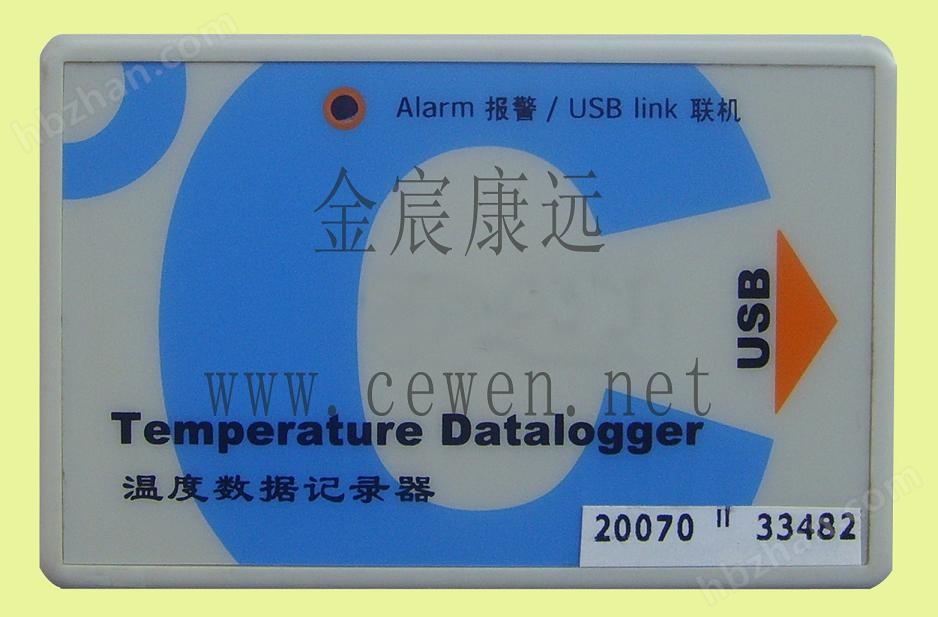 Alarm 报警 / USB link 联机
金宸康远
USB
www.cewen.net
Temperature Datalogger
温度数据记录器
20070 " 33482
hbzhan.com
hbzhan.com